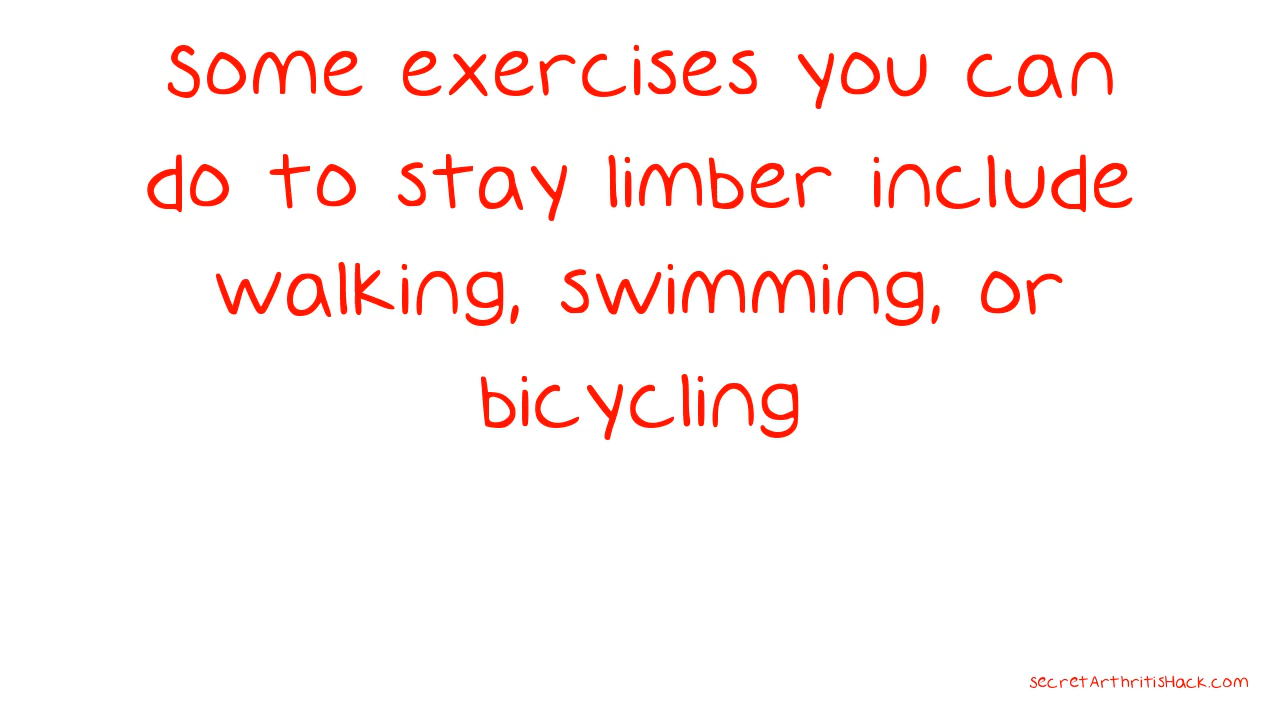 Some exercises you can
do to stay limber include
walking, swimming, or
bicycling
secretArthritisHack.com